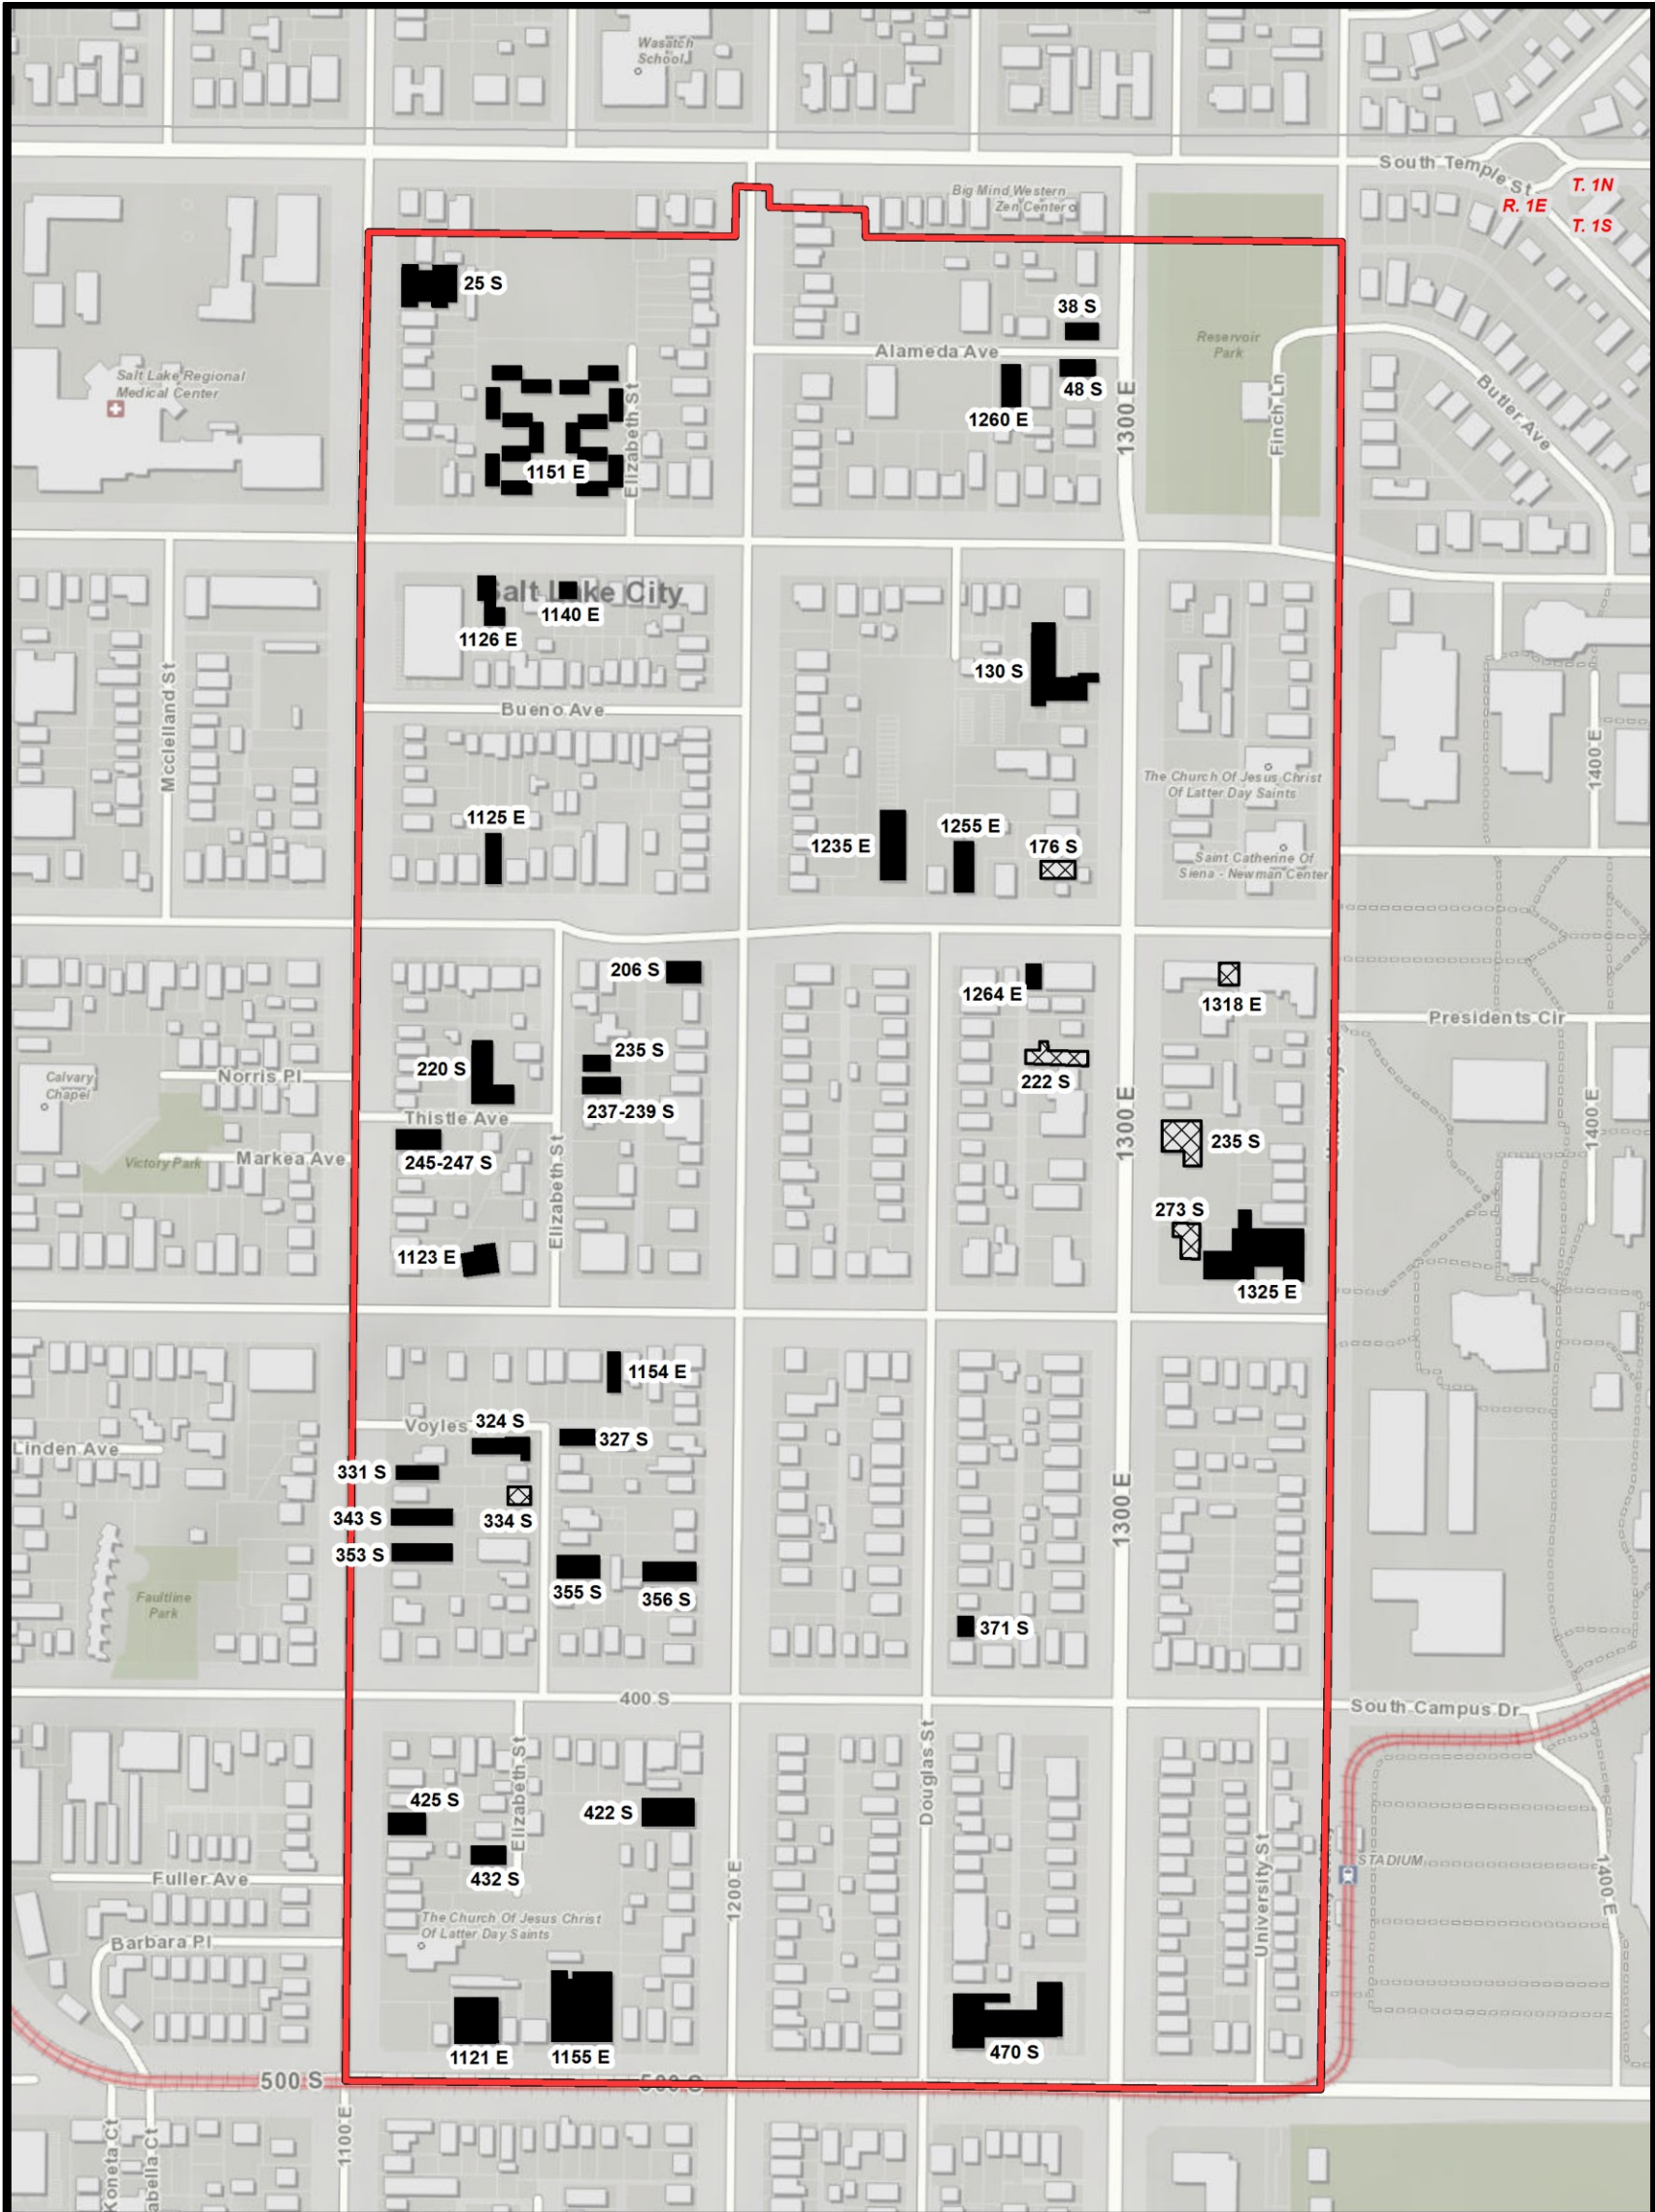 Wasatch
School
South Temple St
T. 1N
R. 1E
T. 1S
Big Mind Western
Zen Center
25 S
38 S
Reservoir
Park
Alameda Ave
48 S
1260 E
Salt Lake Regional
Medical Center
Elizabeth St
1300 E
Finch Ln
Butler Ave
1151 E
Salt Lake City
1140 E
1126 E
130 S
Mcclelland St
Bueno Ave
1400 E
The Church Of Jesus Christ
Of Latter Day Saints
1125 E
1235 E
1255 E
176 S
Saint Catherine Of
Siena - Newman Center
206 S
1264 E
1318 E
Presidents Cir
235 S
220 S
222 S
Calvary
Chapel
Norris Pl
237-239 S
Thistle Ave
1300 E
1400 E
235 S
Victory Park
Markea Ave
245-247 S
Elizabeth St
273 S
1123 E
1325 E
1154 E
Voyles
324 S
327 S
Linden Ave
331 S
343 S
334 S
1300 E
353 S
355 S
356 S
Faultline
Park
371 S
400 S
South Campus Dr
Elizabeth St
Douglas St
425 S
422 S
432 S
Fuller Ave
1200 E
University St
STADIUM
1400 E
The Church Of Jesus Christ
Of Latter Day Saints
Barbara Pl
1121 E
1155 E
470 S
500 S
500 S
1100 E
Koneta Ct
abella Ct